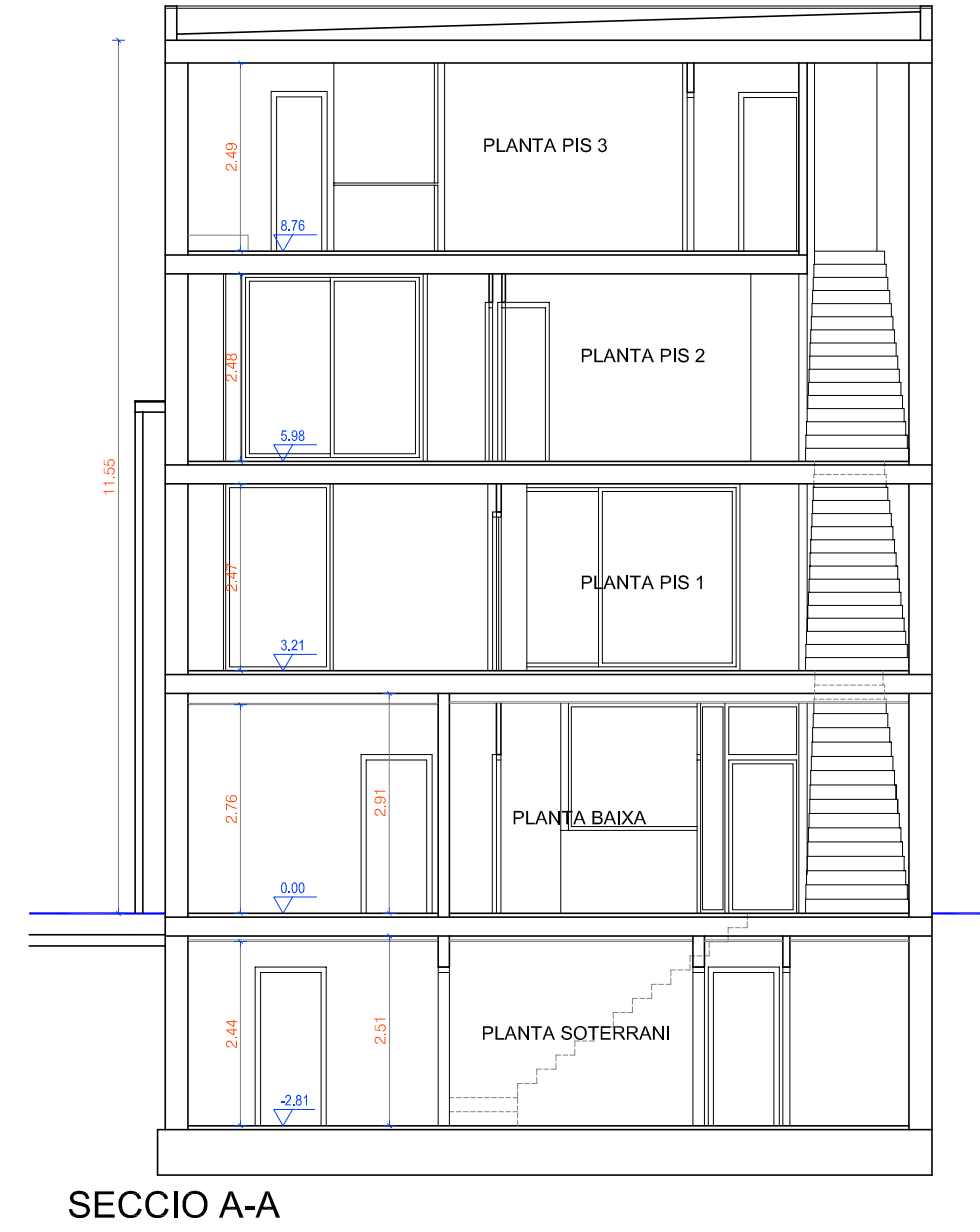 PLANTA PIS 3
2.49
8.76
PLANTA PIS 2
2.48
5.98
11.55
PLANTA PIS 1
2.47
3.21
2.76
2.91
PLANTA BAIXA
0.00
2.44
2.51
PLANTA SOTERRANI
-2.81
SECCIO A-A